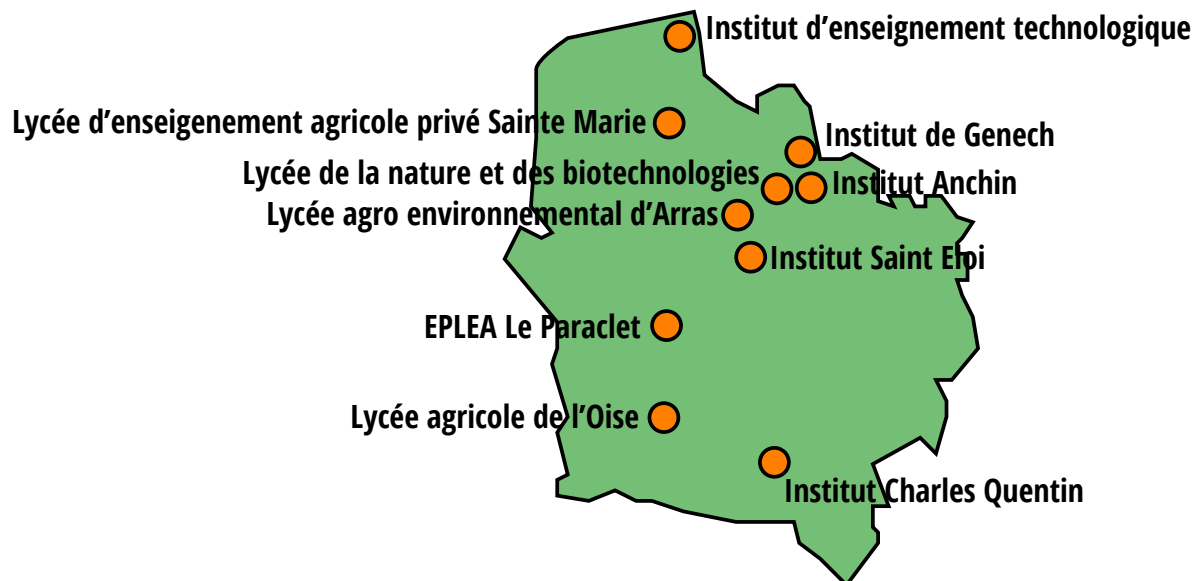 Institut d’enseignement technologique
Lycée d’enseigenement agricole privé Sainte Marie
Institut de Genech
Lycée de la nature et des biotechnologies
Institut Anchin
Lycée agro environnemental d’Arras
Institut Saint Eloi
EPLEA Le Paraclet
Lycée agricole de l’Oise
Institut Charles Quentin